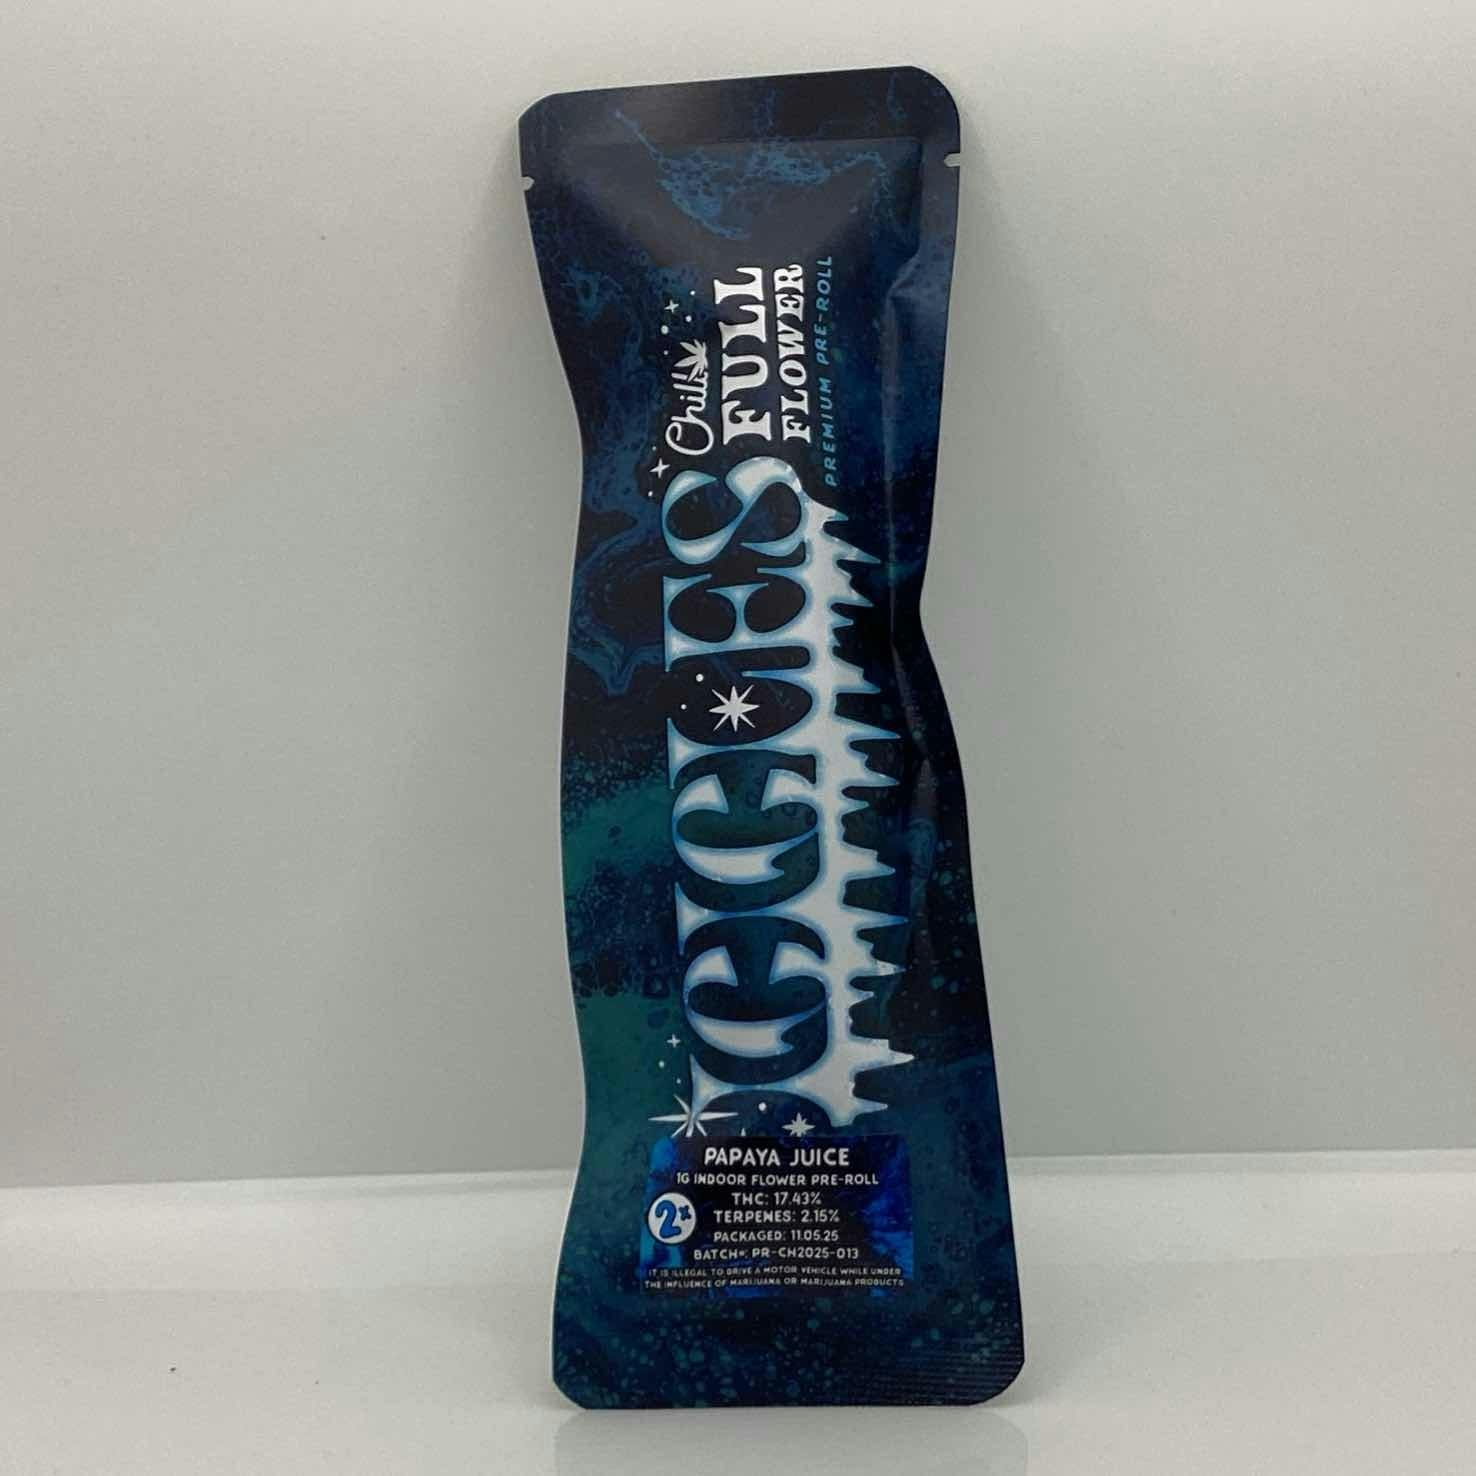 Chill
FULL
FLOWER
PREMIUM PRE-ROLL
ICICLES
PAPAYA JUICE
1G INDOOR FLOWER PRE-ROLL
2x
THC: 17.43%
TERPENES: 2.15%
PACKAGED: 11.05.25
BATCH#: PR-CH2025-013
IT IS ILLEGAL TO DRIVE A MOTOR VEHICLE WHILE UNDER
THE INFLUENCE OF MARIJUANA OR MARIJUANA PRODUCTS